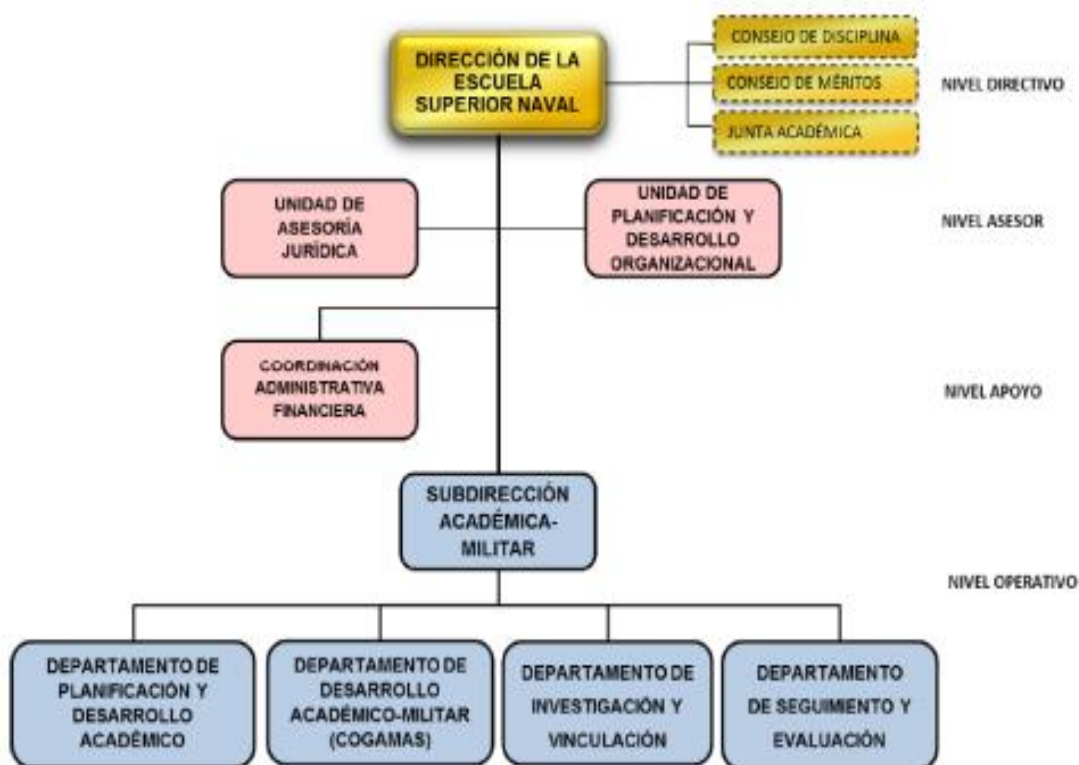 DIRECCIÓN DE LA
ESCUELA
SUPERIOR NAVAL
CONSEJO DE DISCIPLINA
CONSEJO DE MÉRITOS
JUNTA ACADÉMICA
NIVEL DIRECTIVO
UNIDAD DE
ASESORÍA
JURÍDICA
UNIDAD DE
PLANIFICACIÓN Y
DESARROLLO
ORGANIZACIONAL
NIVEL ASESOR
COORDINACIÓN
ADMINISTRATIVA
FINANCIERA
NIVEL APOYO
SUBDIRECCIÓN
ACADÉMICA-
MILITAR
NIVEL OPERATIVO
DEPARTAMENTO DE
PLANIFICACIÓN Y
DESARROLLO
ACADÉMICO
DEPARTAMENTO DE
DESARROLLO
ACADÉMICO-MILITAR
(COGAMAS)
DEPARTAMENTO DE
INVESTIGACIÓN Y
VINCULACIÓN
DEPARTAMENTO
DE SEGUIMIENTO Y
EVALUACIÓN